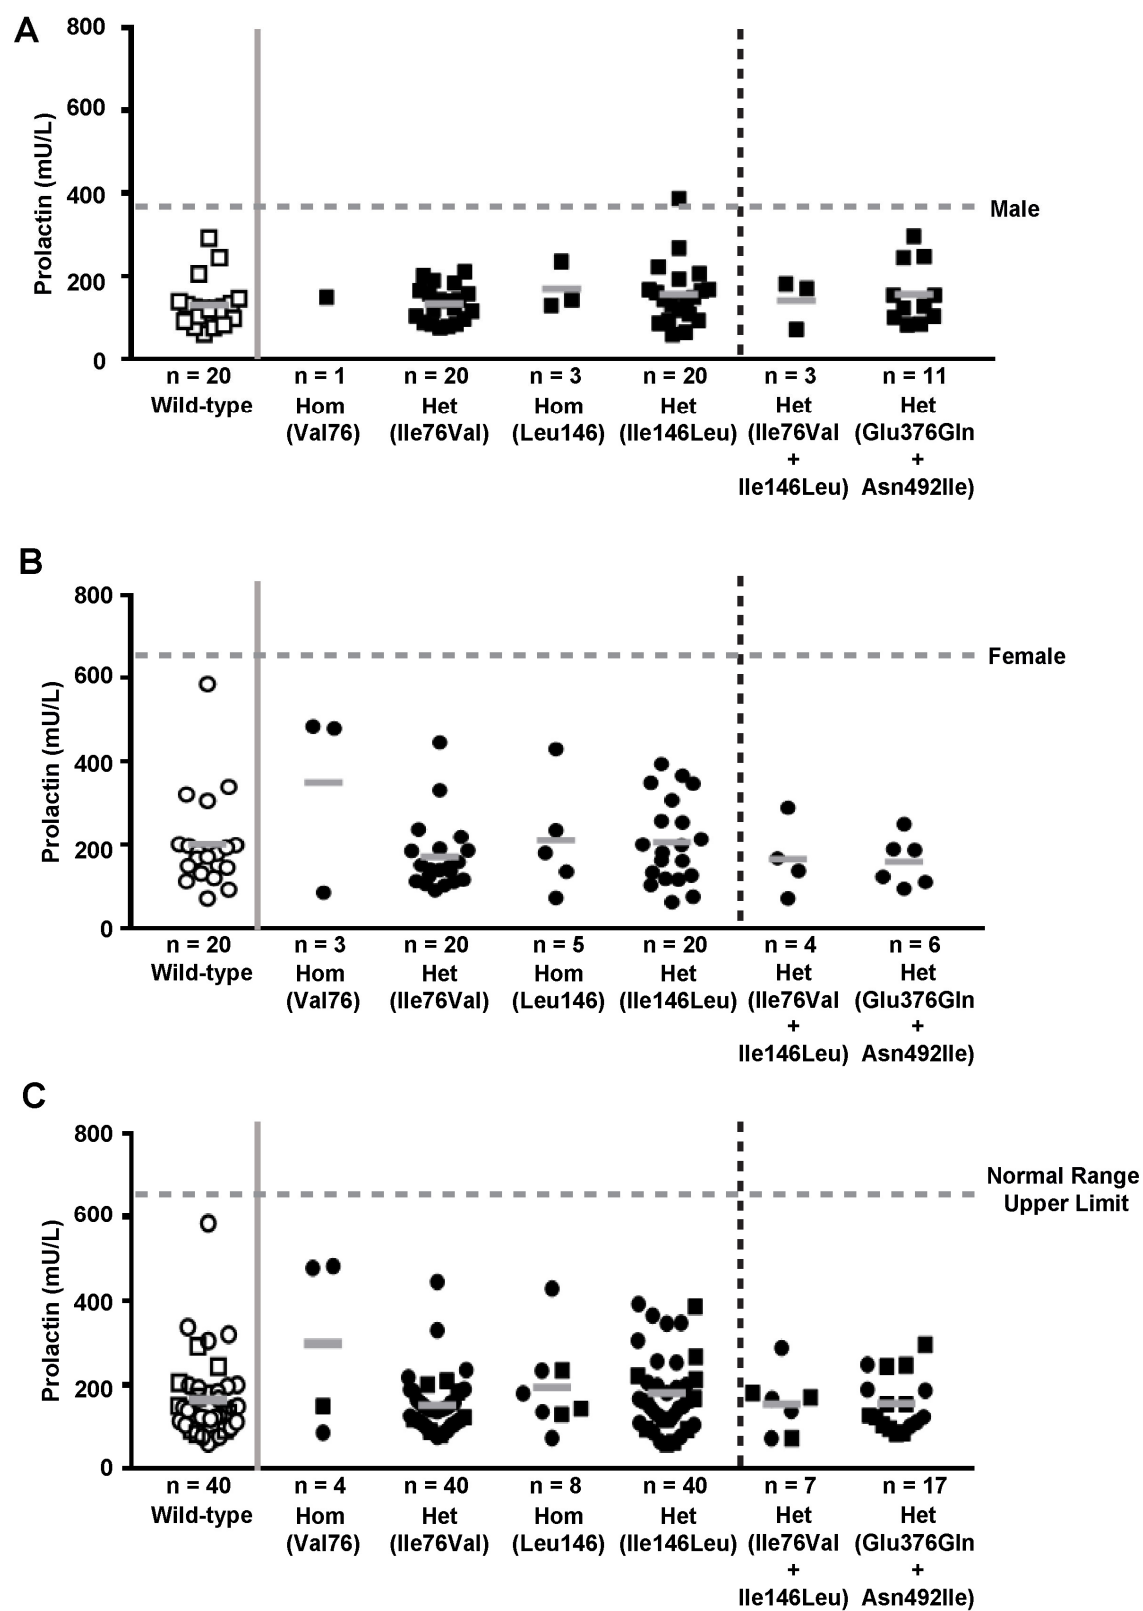 A
800
600
400
200
0
Prolactin (mU/L)
Male
n = 20 n = 1 n = 20 n = 3 n = 20 n = 3 n = 11
Wild-type Hom Het Hom Het Het Het
(Val76) (Ile76Val) (Leu146) (Ile146Leu) (Ile76Val (Glu376Gln
+ +
Ile146Leu) Asn492Ile)
B
800
600
400
200
0
Prolactin (mU/L)
Female
n = 20 n = 3 n = 20 n = 5 n = 20 n = 4 n = 6
Wild-type Hom Het Hom Het Het Het
(Val76) (Ile76Val) (Leu146) (Ile146Leu) (Ile76Val (Glu376Gln
+ +
Ile146Leu) Asn492Ile)
C
800
600
400
200
0
Prolactin (mU/L)
Normal Range
Upper Limit
n = 40 n = 4 n = 40 n = 8 n = 40 n = 7 n = 17
Wild-type Hom Het Hom Het Het Het
(Val76) (Ile76Val) (Leu146) (Ile146Leu) (Ile76Val (Glu376Gln
+ +
Ile146Leu) Asn492Ile)